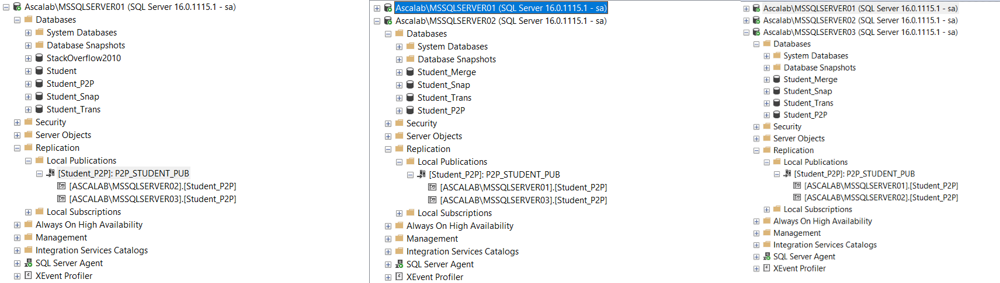 Ascalab\MSSQLSERVER01 (SQL Server 16.0.1115.1 - sa)
Databases
System Databases
Database Snapshots
StackOverflow2010
Student
Student_P2P
Student_Snap
Student_Trans
Security
Server Objects
Replication
Local Publications
[Student_P2P]: P2P_STUDENT_PUB
[ASCALAB\MSSQLSERVER02].[Student_P2P]
[ASCALAB\MSSQLSERVER03].[Student_P2P]
Local Subscriptions
Always On High Availability
Management
Integration Services Catalogs
SQL Server Agent
XEvent Profiler
Ascalab\MSSQLSERVER01 (SQL Server 16.0.1115.1 - sa)
Ascalab\MSSQLSERVER02 (SQL Server 16.0.1115.1 - sa)
Databases
System Databases
Database Snapshots
Student_Merge
Student_Snap
Student_Trans
Student_P2P
Security
Server Objects
Replication
Local Publications
[Student_P2P]: P2P_STUDENT_PUB
[ASCALAB\MSSQLSERVER01].[Student_P2P]
[ASCALAB\MSSQLSERVER03].[Student_P2P]
Local Subscriptions
Always On High Availability
Management
Integration Services Catalogs
SQL Server Agent
XEvent Profiler
Ascalab\MSSQLSERVER01 (SQL Server 16.0.1115.1 - sa)
Ascalab\MSSQLSERVER02 (SQL Server 16.0.1115.1 - sa)
Ascalab\MSSQLSERVER03 (SQL Server 16.0.1115.1 - sa)
Databases
System Databases
Database Snapshots
Student_Merge
Student_Snap
Student_Trans
Student_P2P
Security
Server Objects
Replication
Local Publications
[Student_P2P]: P2P_STUDENT_PUB
[ASCALAB\MSSQLSERVER01].[Student_P2P]
[ASCALAB\MSSQLSERVER02].[Student_P2P]
Local Subscriptions
Always On High Availability
Management
Integration Services Catalogs
SQL Server Agent
XEvent Profiler